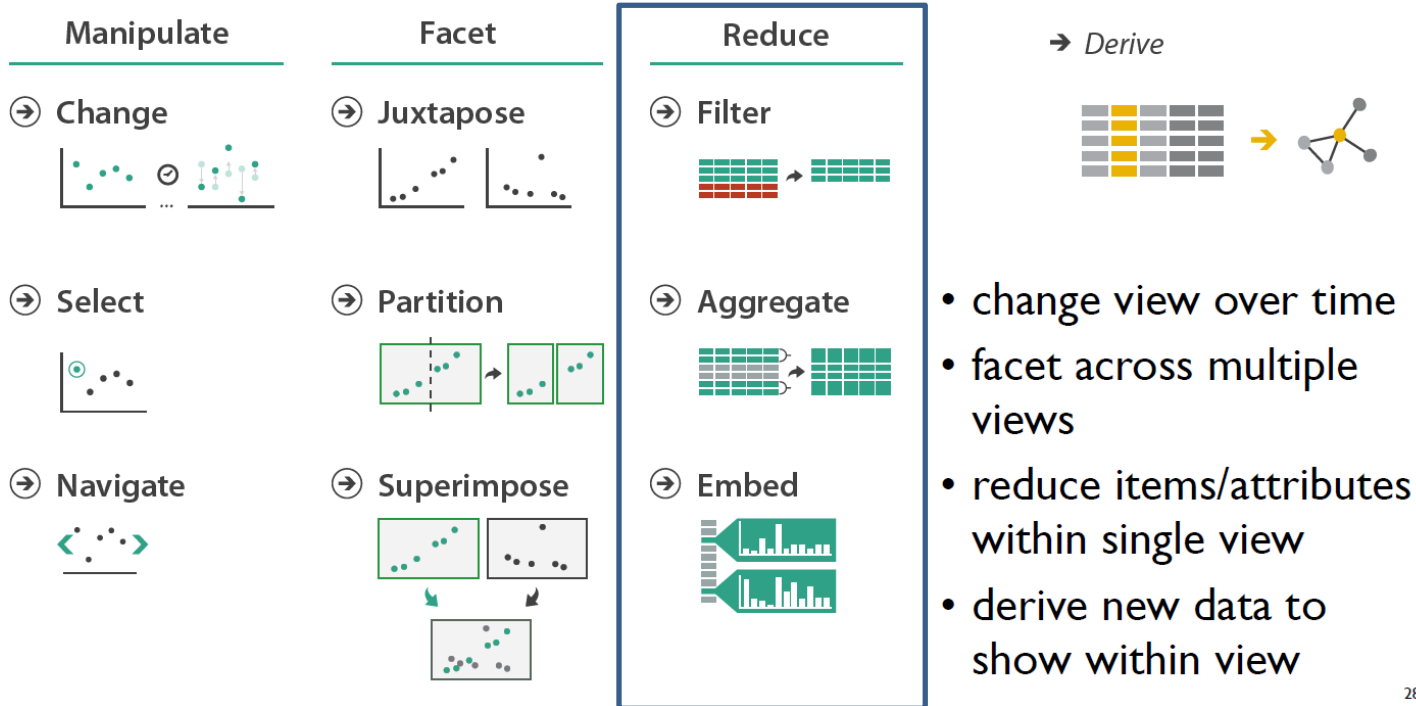 Manipulate
Change
...
Select
Navigate
Facet
Juxtapose
Partition
Superimpose
Reduce
Filter
Aggregate
Embed
→ Derive
• change view over time
• facet across multiple
views
• reduce items/attributes
within single view
• derive new data to
show within view
28